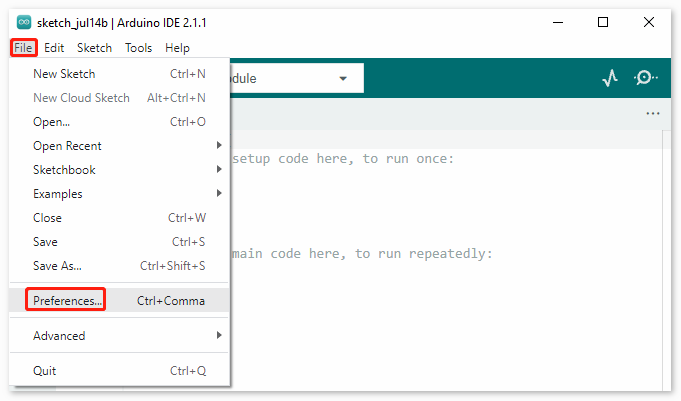 sketch_jul14b | Arduino IDE 2.1.1
File Edit Sketch Tools Help
New Sketch Ctrl+N
New Cloud Sketch Alt+Ctrl+N
Open... Ctrl+O
Open Recent
Sketchbook
Examples
Close Ctrl+W
Save Ctrl+S
Save As... Ctrl+Shift+S
Preferences... Ctrl+Comma
Advanced
Quit Ctrl+Q
dule
setup code here, to run once:
main code here, to run repeatedly: